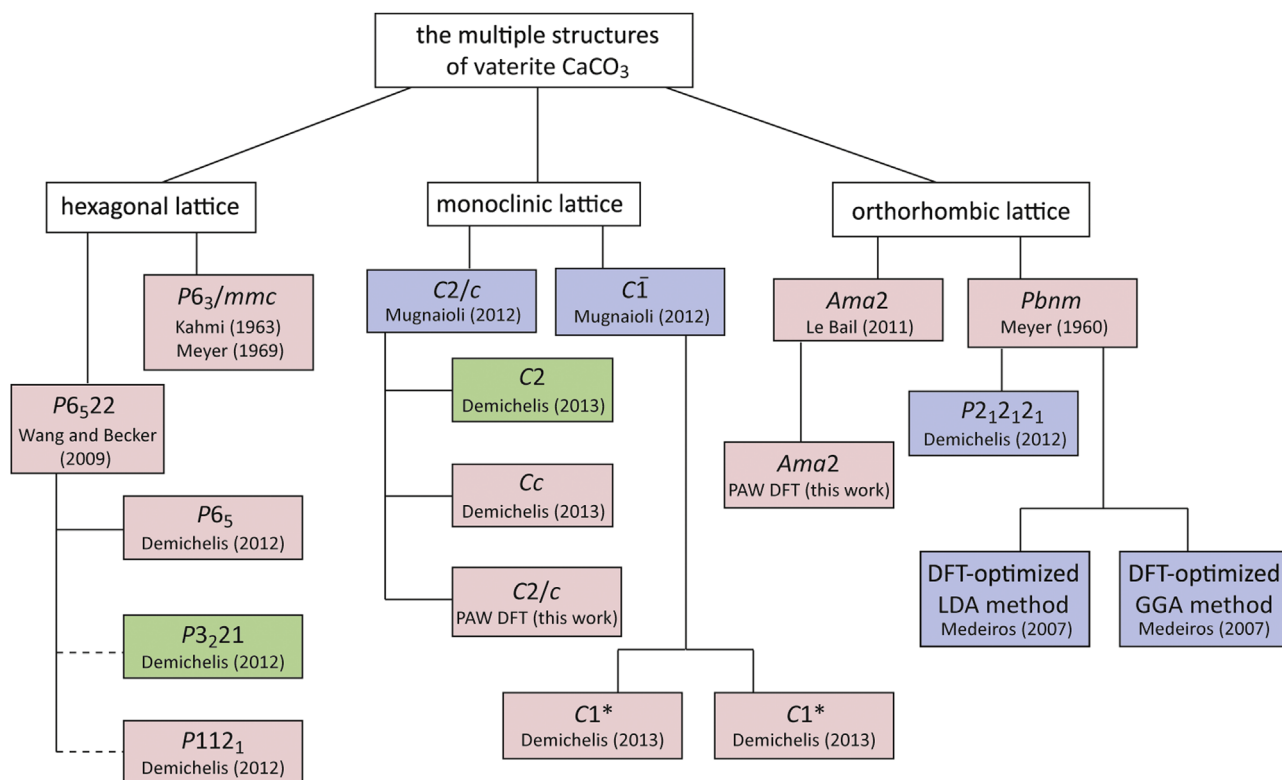 the multiple structures
of vaterite CaCO₃
hexagonal lattice
monoclinic lattice
orthorhombic lattice
P6₃/mmc
Kahmi (1963)
Meyer (1969)
P6₅22
Wang and Becker
(2009)
P6₅
Demichelis (2012)
P3₂21
Demichelis (2012)
P112₁
Demichelis (2012)
C2/c
Mugnaioli (2012)
C2
Demichelis (2013)
Cc
Demichelis (2013)
C2/c
PAW DFT (this work)
C1̄
Mugnaioli (2012)
C1*
Demichelis (2013)
C1*
Demichelis (2013)
Ama2
Le Bail (2011)
Ama2
PAW DFT (this work)
Pbnm
Meyer (1960)
P2₁2₁2₁
Demichelis (2012)
DFT-optimized
LDA method
Medeiros (2007)
DFT-optimized
GGA method
Medeiros (2007)